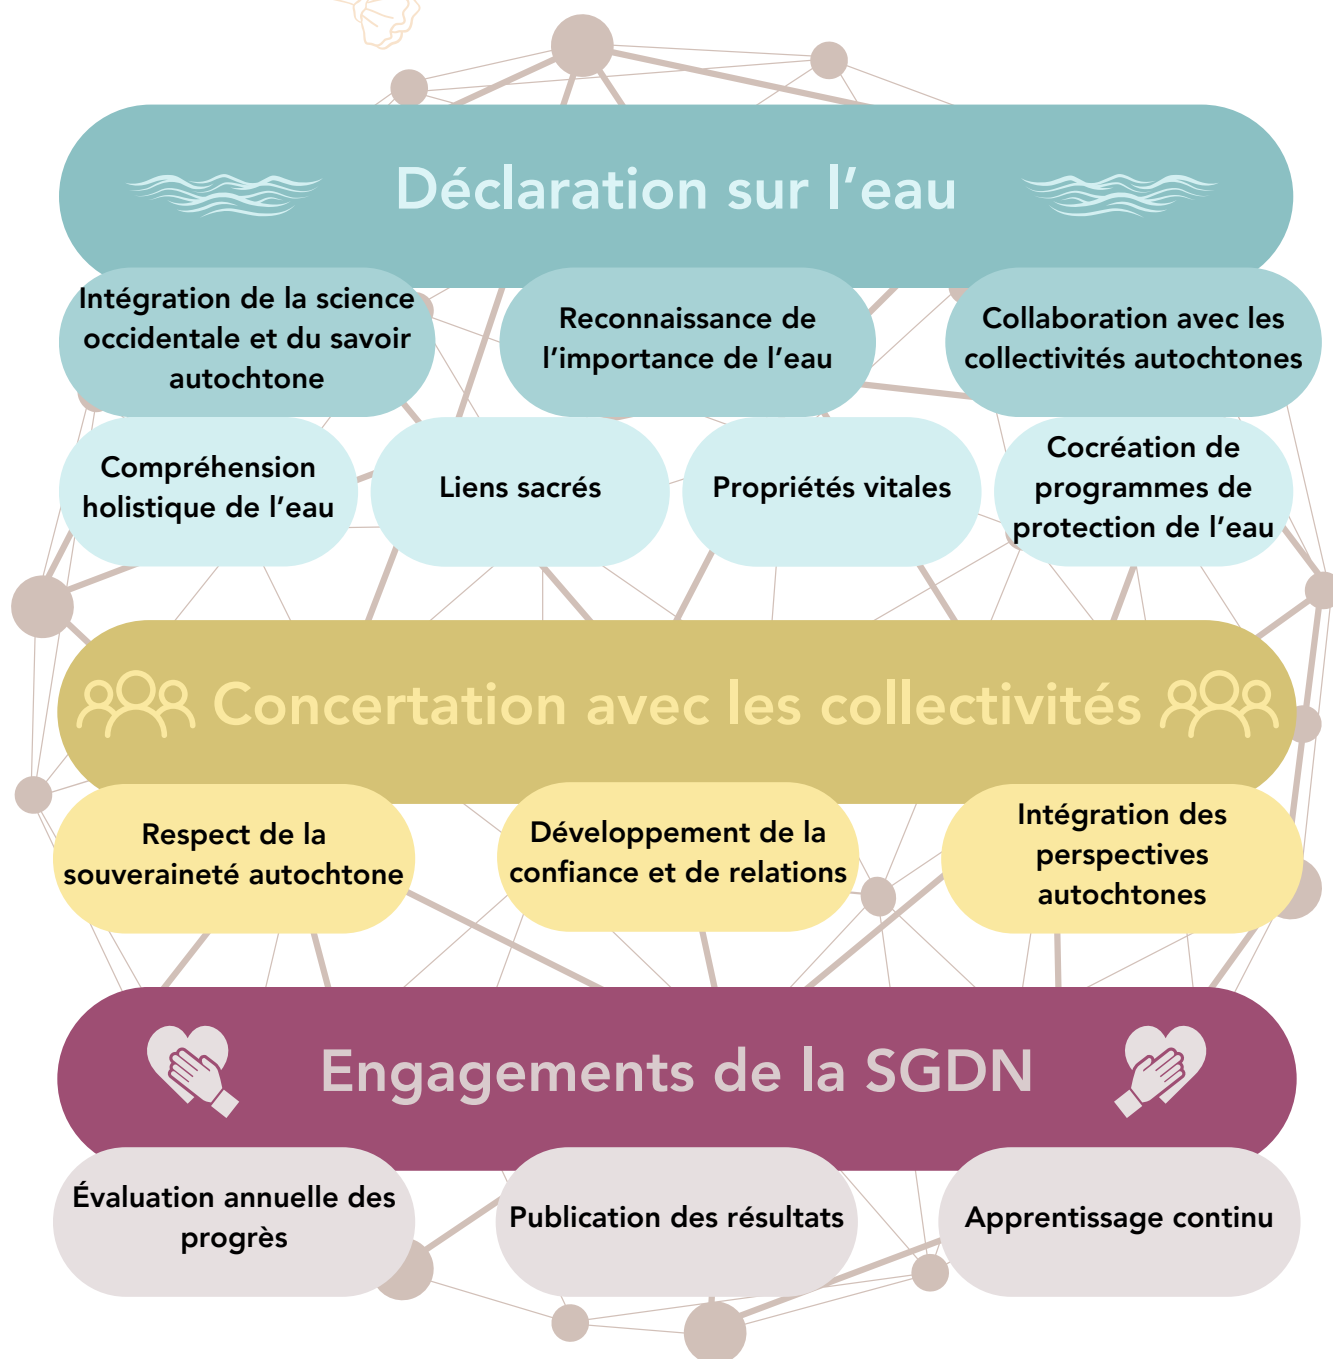 Déclaration sur l'eau
Intégration de la science
occidentale et du savoir
autochtone
Reconnaissance de
l'importance de l'eau
Collaboration avec les
collectivités autochtones
Compréhension
holistique de l'eau
Liens sacrés
Propriétés vitales
Cocréation de
programmes de
protection de l'eau
Concertation avec les collectivités
Respect de la
souveraineté autochtone
Développement de la
confiance et de relations
Intégration des
perspectives
autochtones
Engagements de la SGDN
Évaluation annuelle des
progrès
Publication des résultats
Apprentissage continu